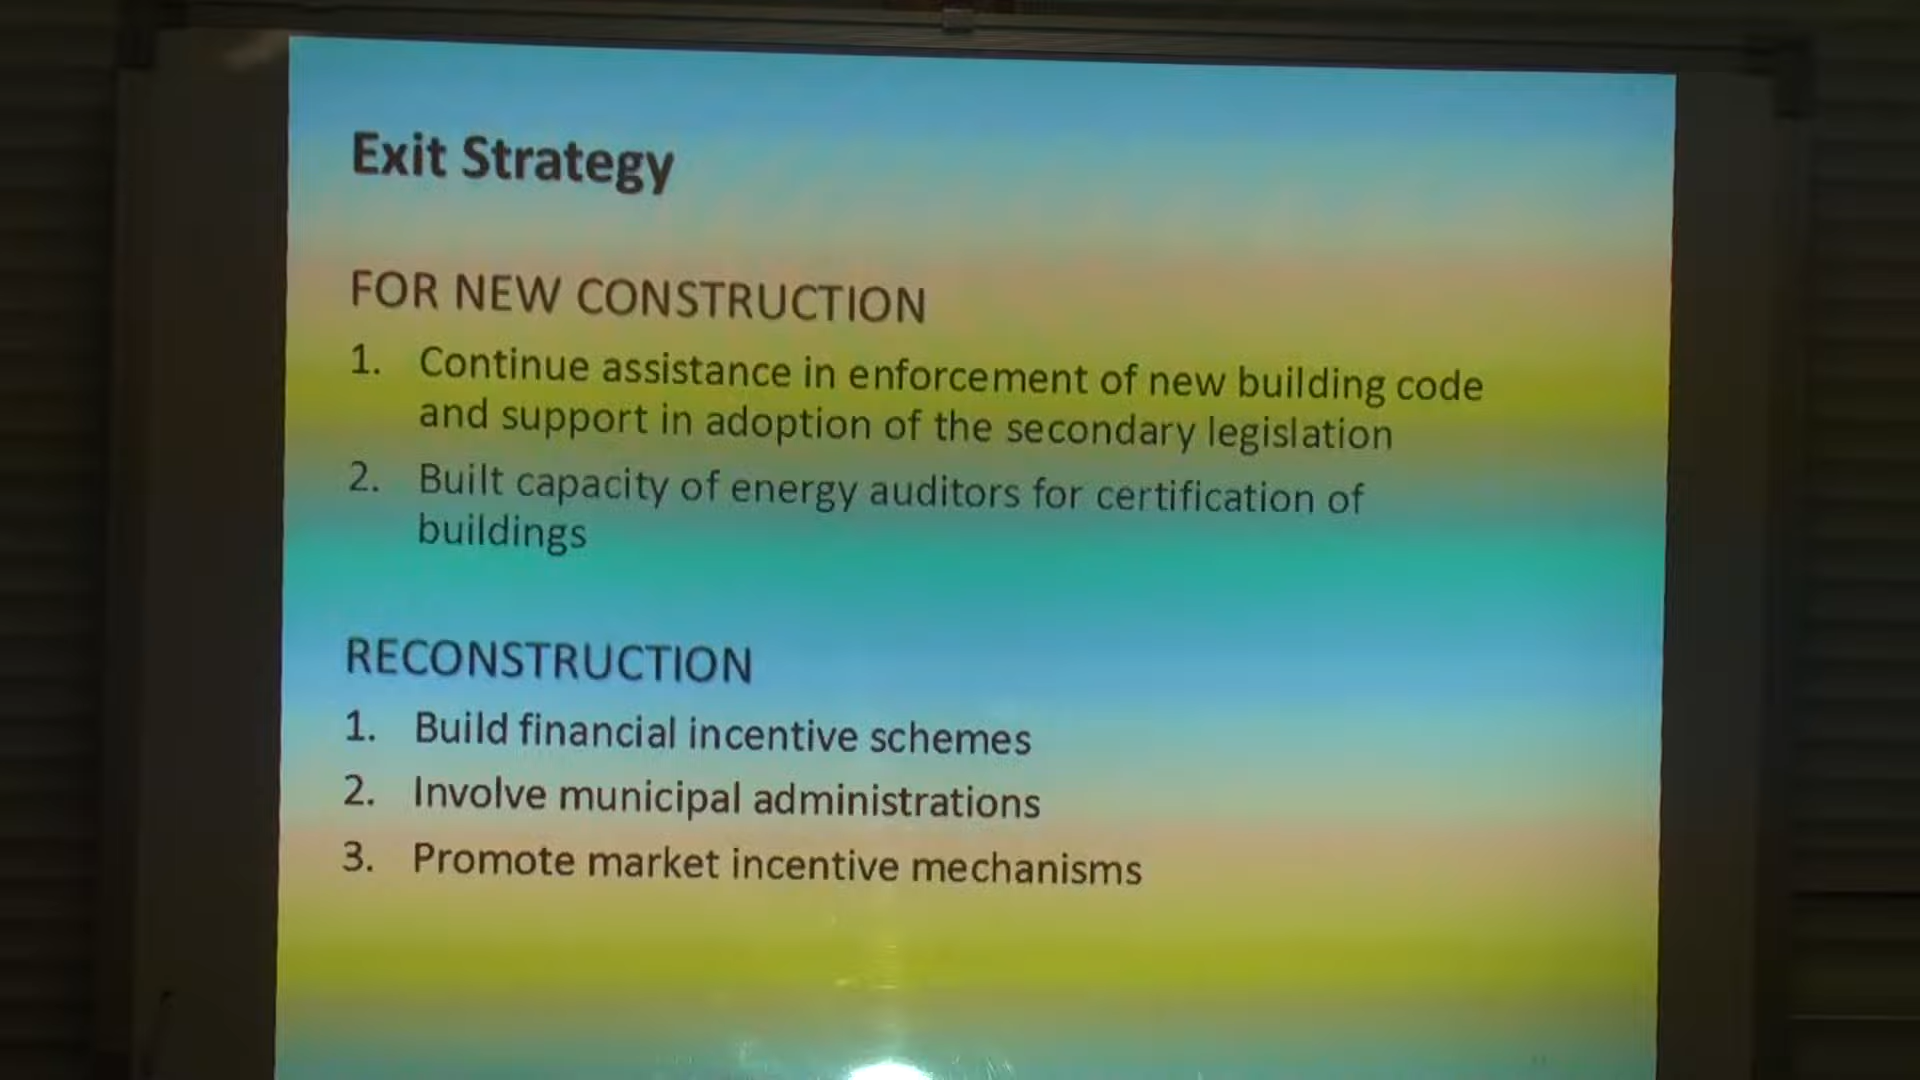 Exit Strategy
FOR NEW CONSTRUCTION
1. Continue assistance in enforcement of new building code
and support in adoption of the secondary legislation
2. Built capacity of energy auditors for certification of
buildings
RECONSTRUCTION
1. Build financial incentive schemes
2. Involve municipal administrations
3. Promote market incentive mechanisms